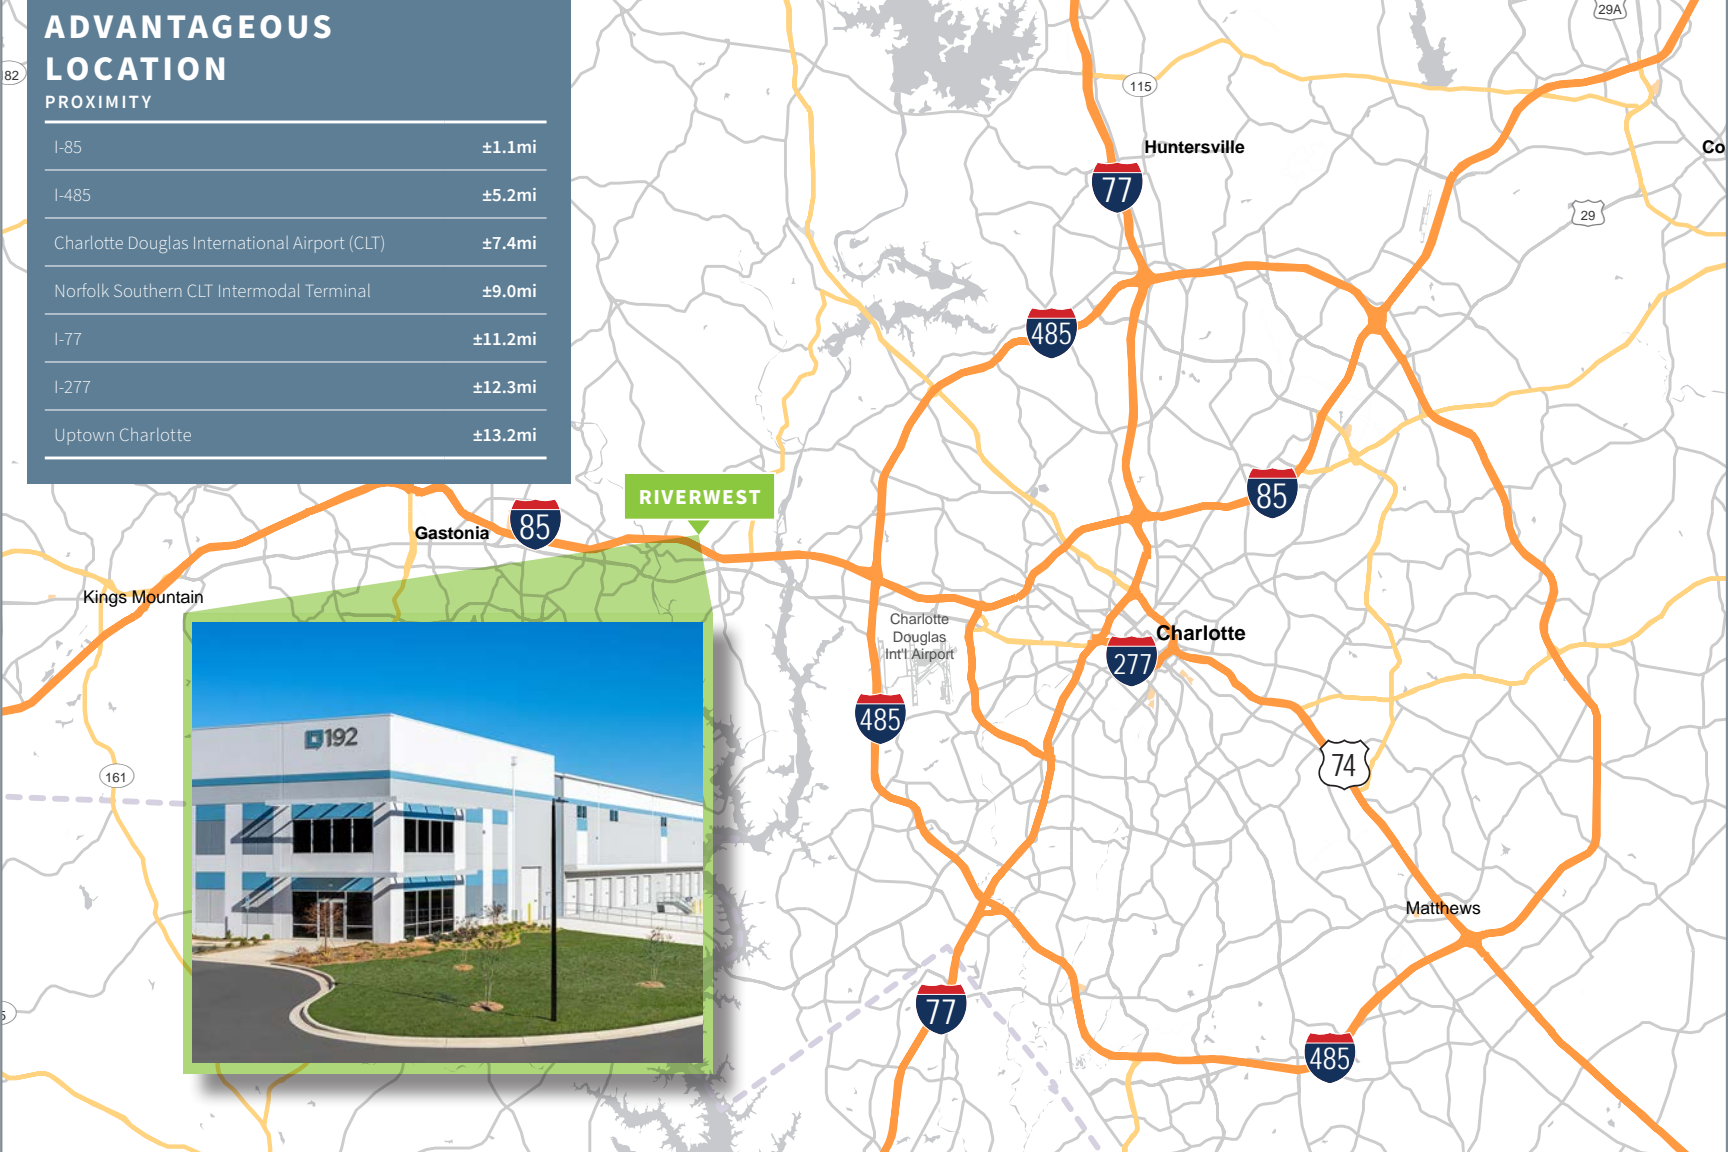 ADVANTAGEOUS
LOCATION
PROXIMITY
I-85 ±1.1mi
I-485 ±5.2mi
Charlotte Douglas International Airport (CLT) ±7.4mi
Norfolk Southern CLT Intermodal Terminal ±9.0mi
I-77 ±11.2mi
I-277 ±12.3mi
Uptown Charlotte ±13.2mi
29A
82
115
Huntersville
Co
77
29
485
RIVERWEST
85
Gastonia
85
Kings Mountain
Charlotte
Douglas
Int'l Airport
Charlotte
277
485
192
74
161
Matthews
77
5
485